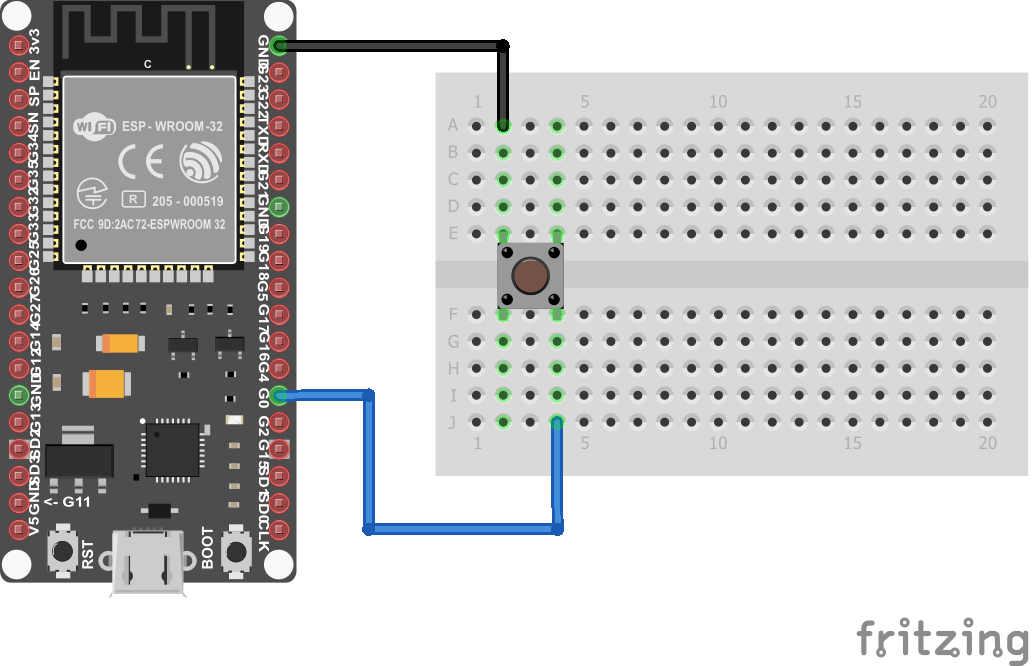 3v3
EN
SP
SN
G34
G35
G32
G33
G25
G26
G27
G14
G12
GND
G13
SD2
SD3
GND
V5
C
WiFi
ESP - WROOM-32
CE
R
205 - 000519
FCC 9D:2AC72-ESPWROOM 32
<- G11
RST
BOOT
GND
G23
G22
TXD
RXD
G21
GND
G19
G18
G5
G17
G16
G4
G0
G2
G15
SD1
SD0
CLK
1 5 10 15 20
A
B
C
D
E
F
G
H
I
J
1 5 10 15 20
fritzing